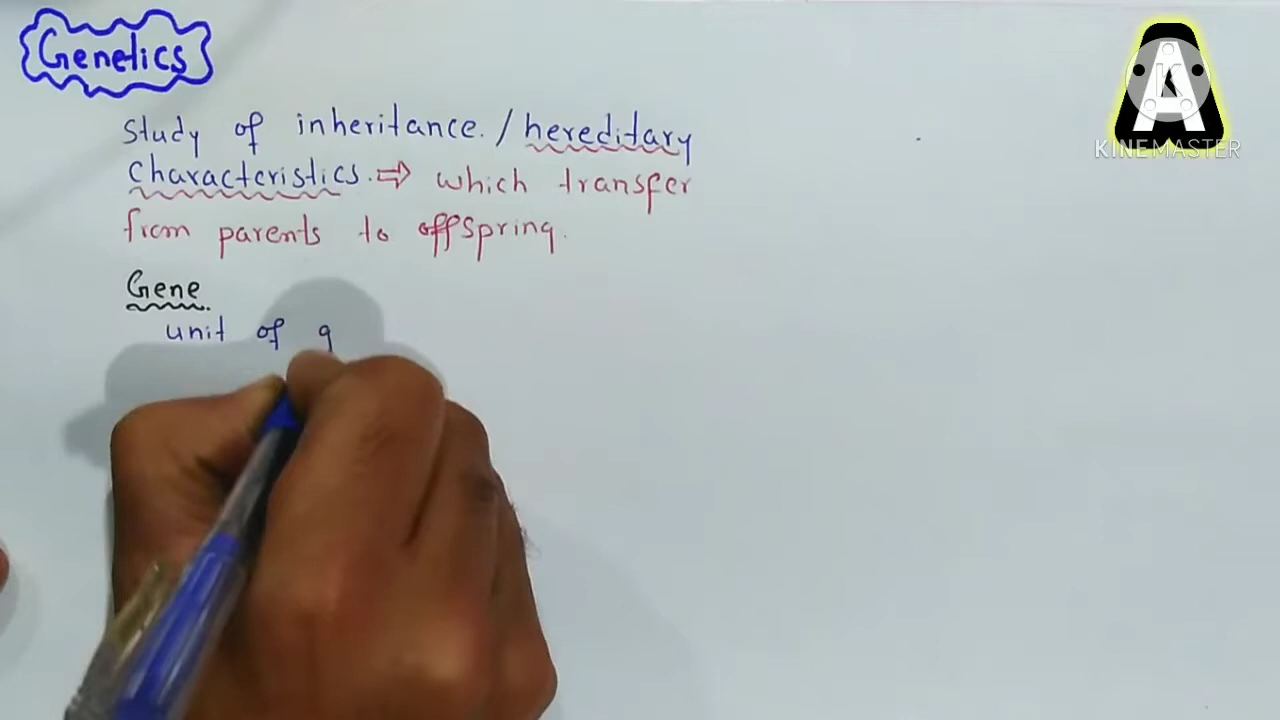 Genetics
study of inheritance. / hereditary
characteristics. ⇒ which transfer
from parents to offspring.
Gene
unit of g
A
K
KINEMASTER